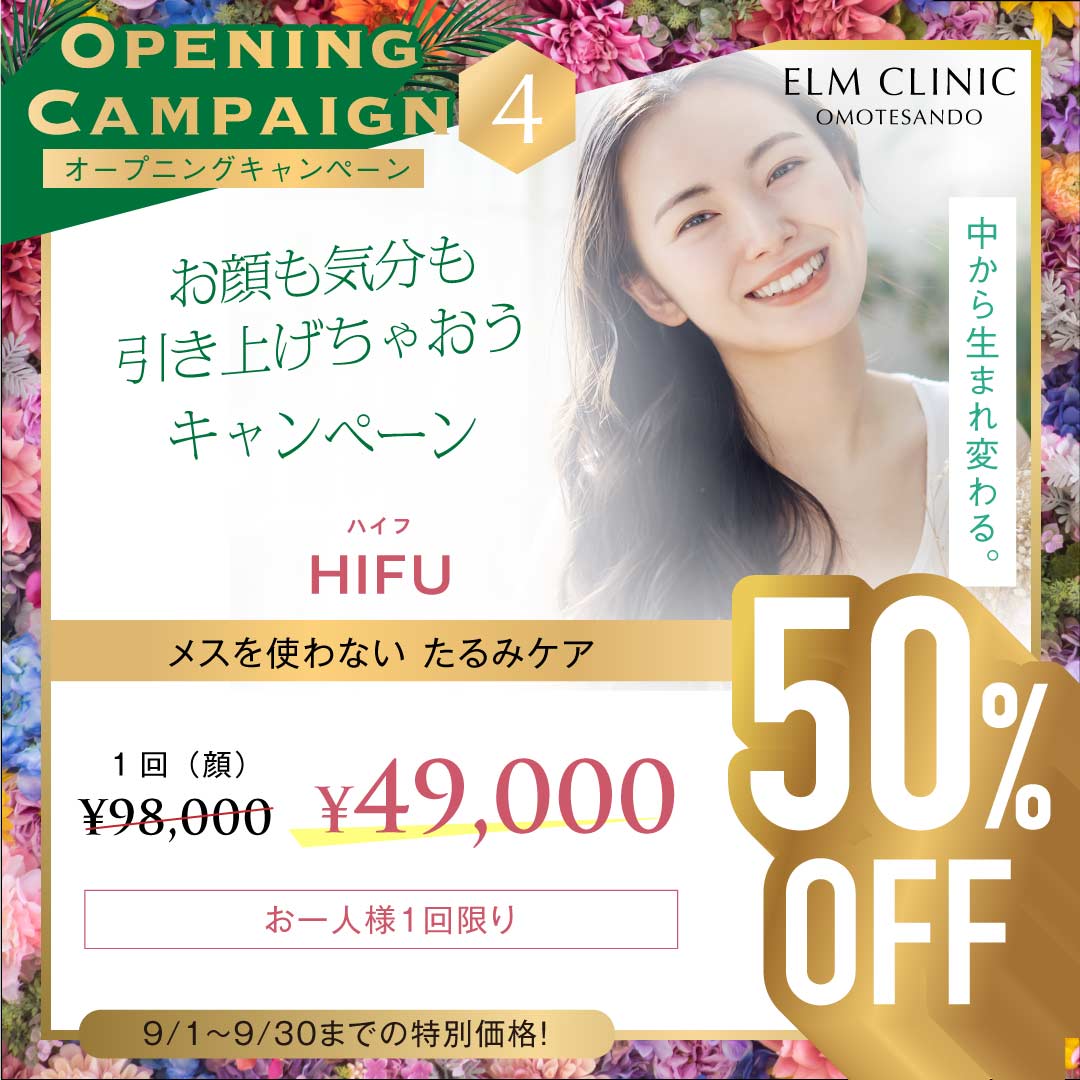 OPENING
CAMPAIGN
4
オープニングキャンペーン
ELM CLINIC
OMOTESANDO
お顔も気分も
引き上げちゃおう
キャンペーン
中から生まれ変わる。
ハイフ
HIFU
メスを使わない たるみケア
50%
OFF
1回（顔）
¥98,000
¥49,000
お一人様1回限り
9/1〜9/30までの特別価格!